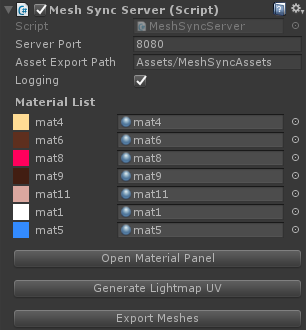 Mesh Sync Server (Script)
Script MeshSyncServer
Server Port 8080
Asset Export Path Assets/MeshSyncAssets
Logging
Material List
mat4 mat4
mat6 mat6
mat8 mat8
mat9 mat9
mat11 mat11
mat1 mat1
mat5 mat5
Open Material Panel
Generate Lightmap UV
Export Meshes